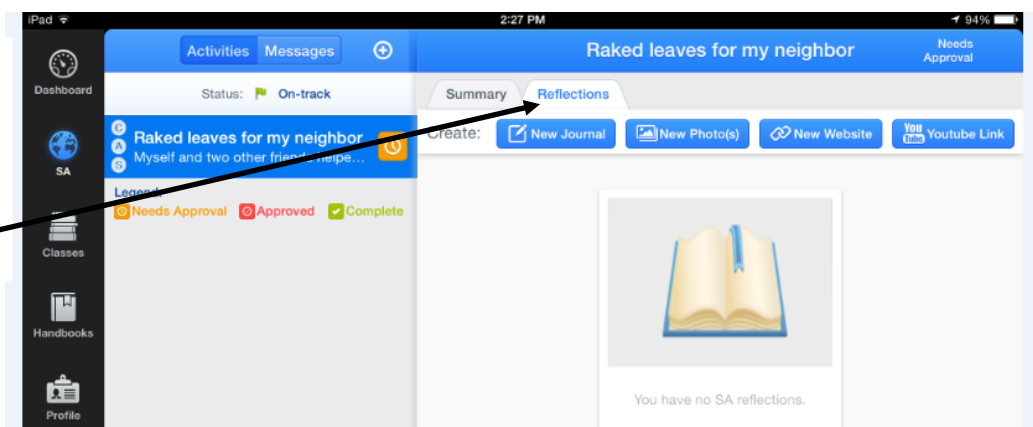 iPad 2:27 PM 94%
Dashboard
SA
Classes
Handbooks
Profile
Activities Messages
Status: On-track
C
A
S
Raked leaves for my neighbor
Myself and two other friends helpe...
Legend:
Needs Approval Approved Complete
Raked leaves for my neighbor
Needs
Approval
Summary Reflections
Create: New Journal New Photo(s) New Website You Tube Youtube Link
You have no SA reflections.